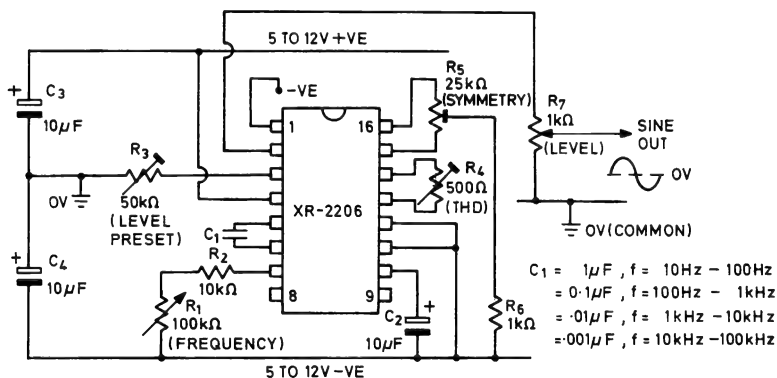 5 TO 12V +VE
+
C3
10µF
-VE
1
16
R5
25kΩ
(SYMMETRY)
R7
1kΩ
(LEVEL)
SINE
OUT
0V
R3
50kΩ
(LEVEL
PRESET)
0V
XR-2206
R4
500Ω
(THD)
0V (COMMON)
+
C4
10µF
C1
R2
10kΩ
R1
100kΩ
(FREQUENCY)
8
9
C2
+
10µF
R6
1kΩ
C1 = 1µF , f = 10Hz - 100Hz
= 0·1µF , f = 100Hz - 1kHz
= ·01µF , f = 1kHz - 10kHz
= ·001µF , f = 10kHz - 100kHz
5 TO 12V -VE